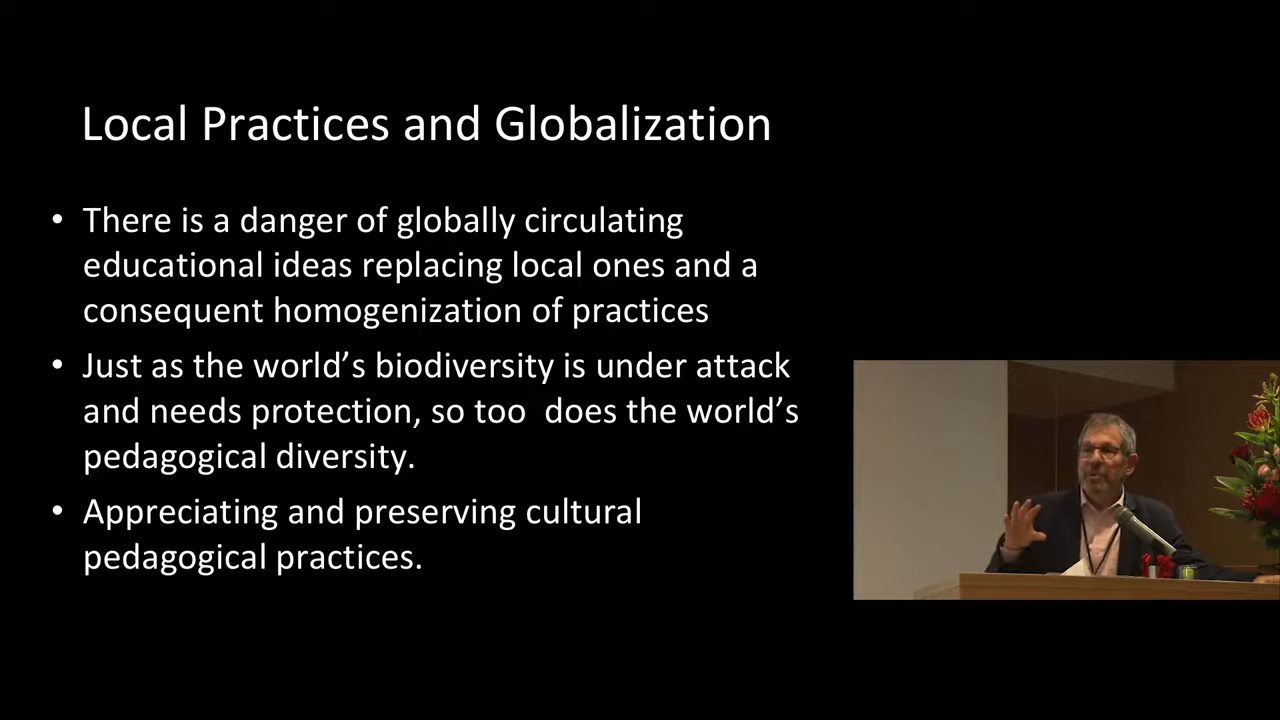 Local Practices and Globalization
• There is a danger of globally circulating
educational ideas replacing local ones and a
consequent homogenization of practices
• Just as the world’s biodiversity is under attack
and needs protection, so too  does the world’s
pedagogical diversity.
• Appreciating and preserving cultural
pedagogical practices.